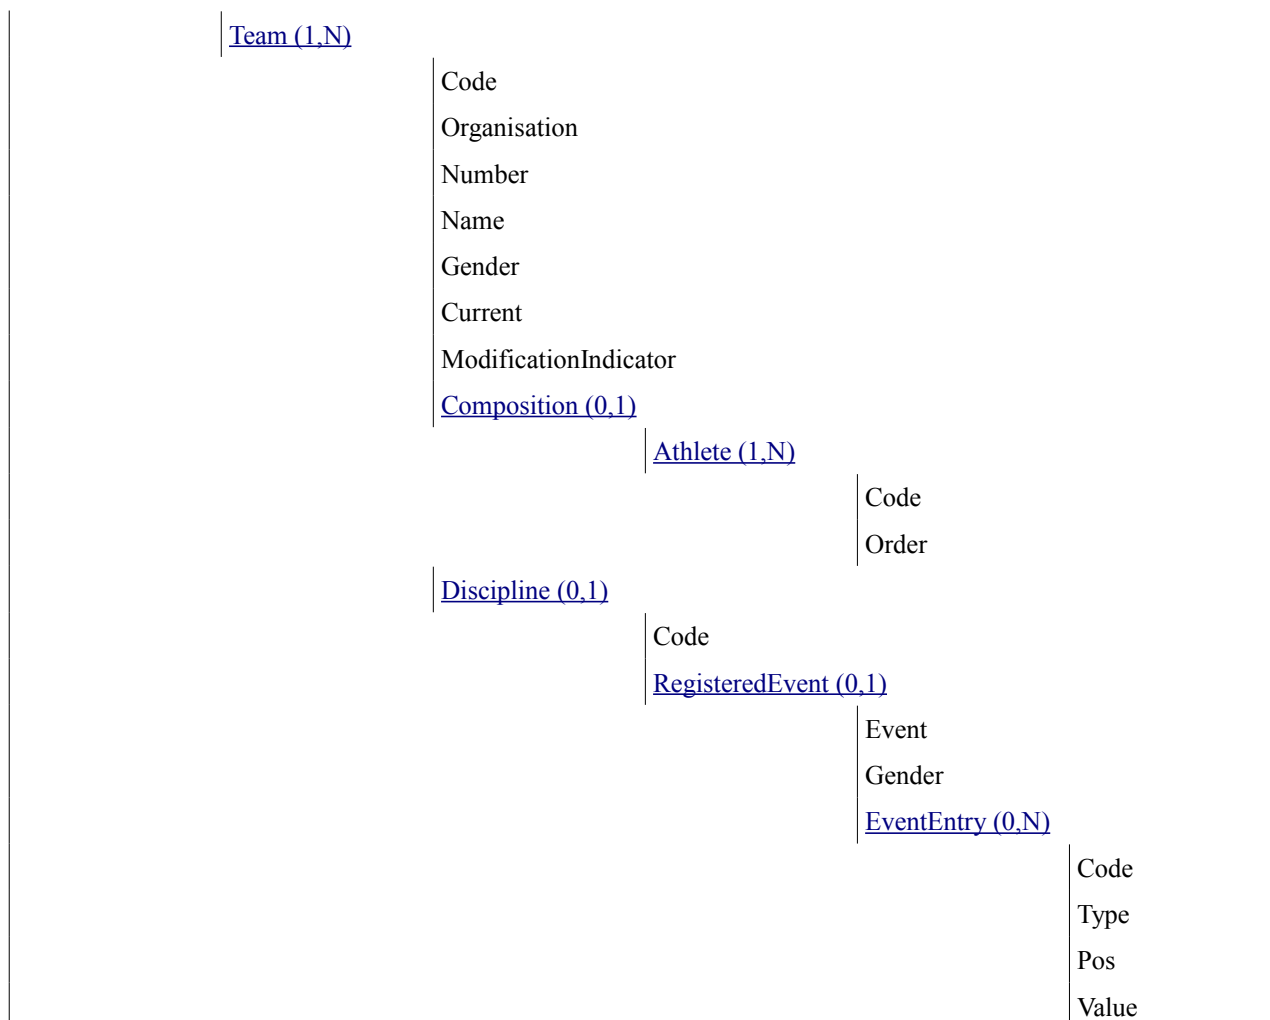 Team (1,N)
Code
Organisation
Number
Name
Gender
Current
ModificationIndicator
Composition (0,1)
Athlete (1,N)
Code
Order
Discipline (0,1)
Code
RegisteredEvent (0,1)
Event
Gender
EventEntry (0,N)
Code
Type
Pos
Value